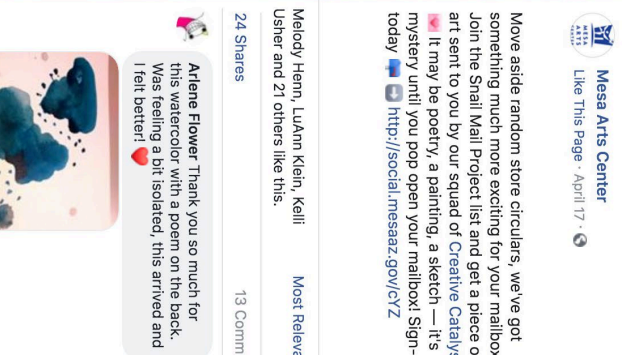 MESA
ARTS
CENTER
Mesa Arts Center
Like This Page · April 17 ·
Move aside random store circulars, we've got
something much more exciting for your mailbox
Join the Snail Mail Project list and get a piece o
art sent to you by our squad of Creative Catalys
It may be poetry, a painting, a sketch — it's
mystery until you pop open your mailbox! Sign-
today http://social.mesaaz.gov/cYZ
Melody Henn, LuAnn Klein, Kelli
Usher and 21 others like this.
Most Releva
24 Shares
13 Comm
Arlene Flower Thank you so much for
this watercolor with a poem on the back.
Was feeling a bit isolated, this arrived and
I felt better!